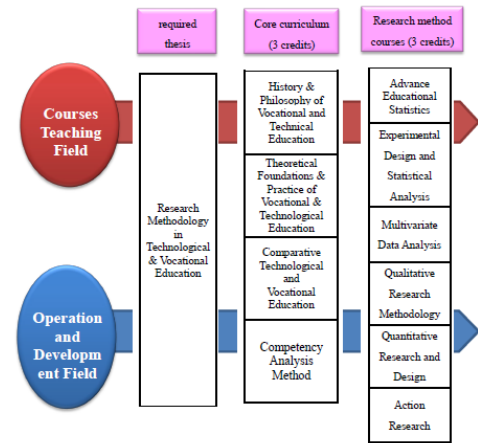 required
thesis
Core curriculum
(3 credits)
Research method
courses (3 credits)
Courses
Teaching
Field
Operation
and
Developm
ent Field
Research
Methodology
in
Technological
& Vocational
Education
History &
Philosophy of
Vocational and
Technical
Education
Theoretical
Foundations &
Practice of
Vocational &
Technological
Education
Comparative
Technological
and
Vocational
Education
Competency
Analysis
Method
Advance
Educational
Statistics
Experimental
Design and
Statistical
Analysis
Multivariate
Data Analysis
Qualitative
Research
Methodology
Quantitative
Research and
Design
Action
Research